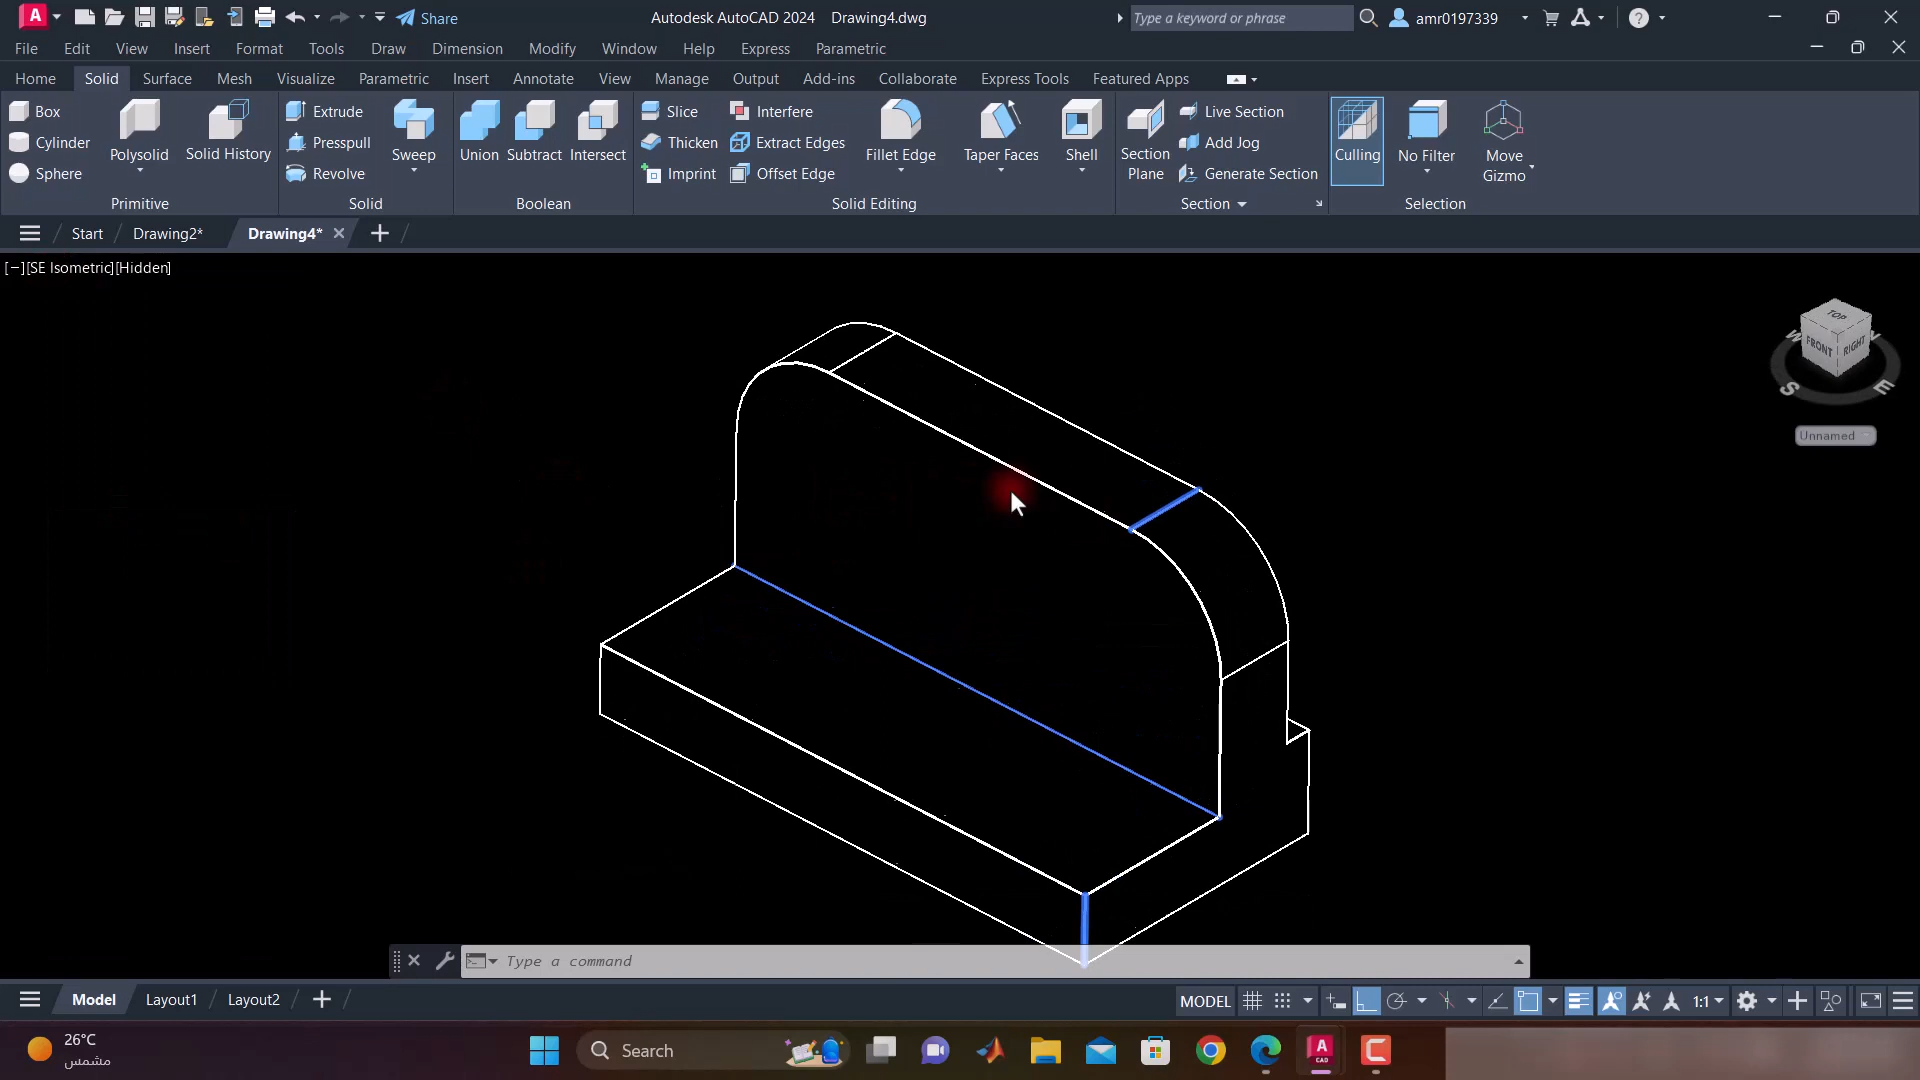 Share
Autodesk AutoCAD 2024 Drawing4.dwg
Type a keyword or phrase
amr0197339
File Edit View Insert Format Tools Draw Dimension Modify Window Help Express Parametric
Home Solid Surface Mesh Visualize Parametric Insert Annotate View Manage Output Add-ins Collaborate Express Tools Featured Apps
Box
Cylinder
Sphere
Polysolid
Solid History
Primitive
Extrude
Presspull
Revolve
Sweep
Solid
Union
Subtract
Intersect
Boolean
Slice
Thicken
Imprint
Interfere
Extract Edges
Offset Edge
Fillet Edge
Taper Faces
Shell
Solid Editing
Section
Plane
Live Section
Add Jog
Generate Section
Section
Culling
No Filter
Move
Gizmo
Selection
Start Drawing2* Drawing4*
[−][SE Isometric][Hidden]
TOP
FRONT
RIGHT
W
N
S
E
Unnamed
Type a command
Model Layout1 Layout2
MODEL
1:1
26°C
مشمس
Search
A
CAD